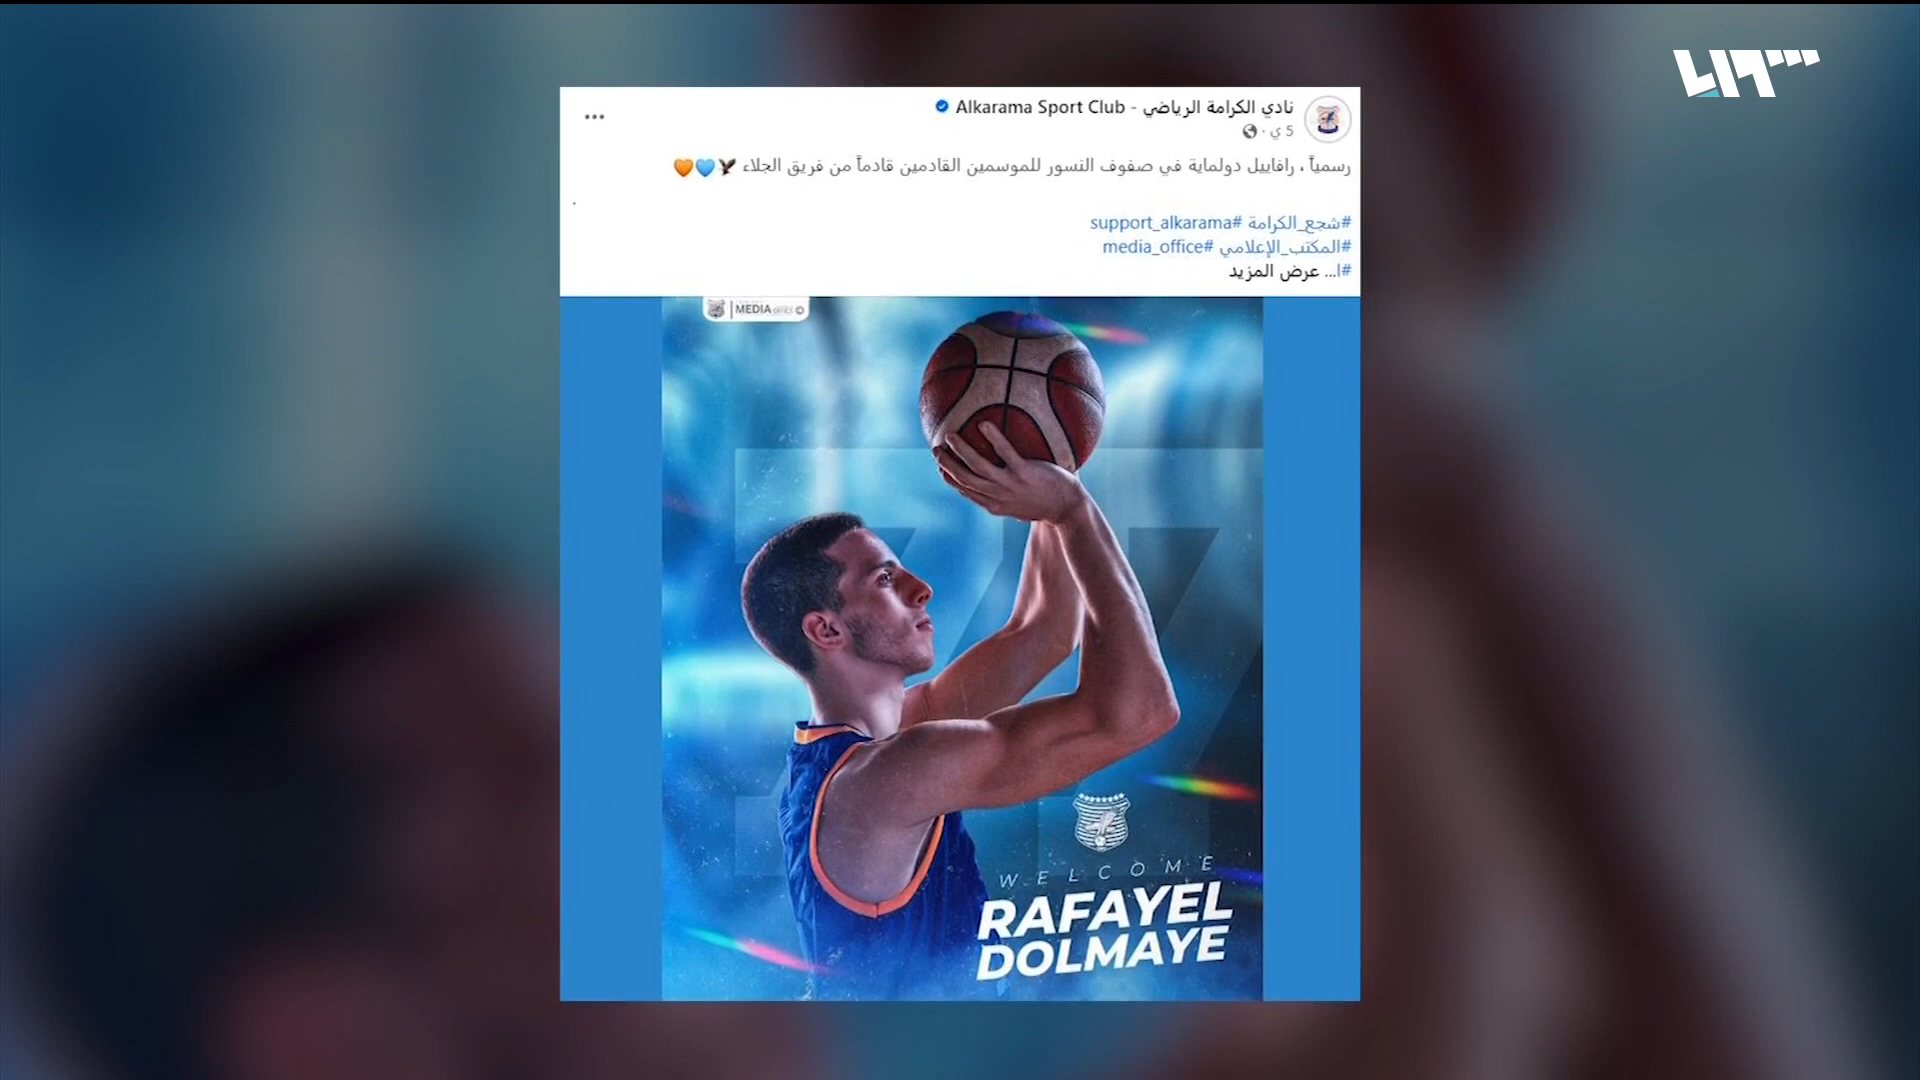 نادي الكرامة الرياضي - Alkarama Sport Club
5 ي
رسمياً ، رافاييل دولماية في صفوف النسور للموسمين القادمين قادماً من فريق الجلاء
#شجع_الكرامة #support_alkarama
#المكتب_الإعلامي #media_office
#ا... عرض المزيد
MEDIA
WELCOME
RAFAYEL
DOLMAYE